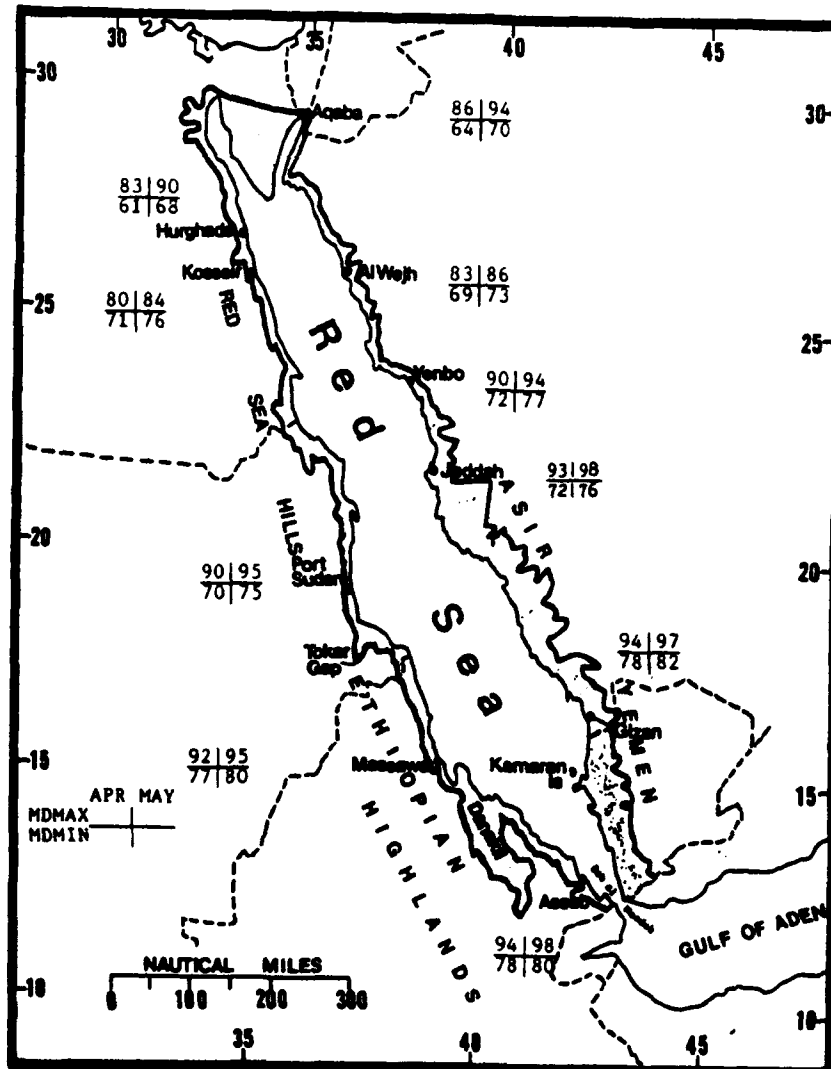 30 35 40 45
30
30
Aqaba
86|94
64|70
83|90
61|68
Hurghada
Kosseir
Al Wejh
83|86
69|73
80|84
71|76
RED
25
25
Red
Yenbo
90|94
72|77
SEA
Jeddah
93|98
72|76
ASIR
HILLS
20
20
Port
Sudan
90|95
70|75
Sea
Tokar
Gap
94|97
78|82
YEMEN
Gizan
ETHIOPIAN
HIGHLANDS
92|95
77|80
15
15
Massawa
Kamaran
Is
APR MAY
MDMAX
MDMIN
Danakil
Assab
94|98
78|80
GULF OF ADEN
NAUTICAL MILES
0 100 200 300
10
10
35 40 45